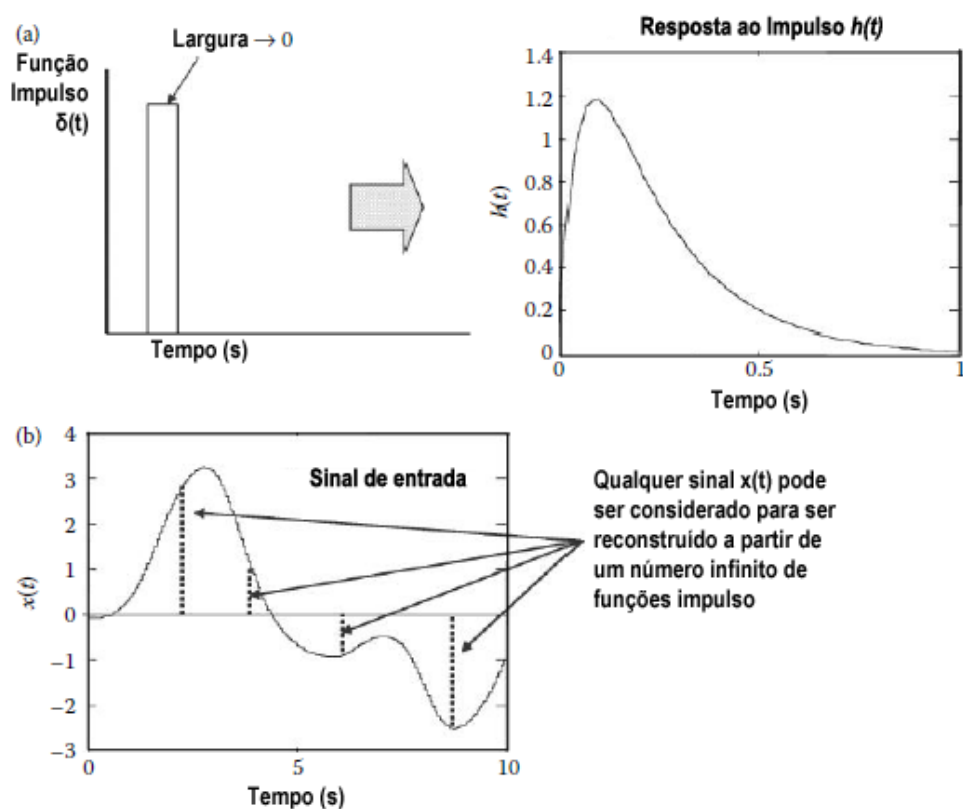 (a)
Largura → 0
Função
Impulso
δ(t)
Tempo (s)
Resposta ao Impulso h(t)
1.4
1.2
1
1.8
0.6
0.4
0.2
0
h(t)
0
0.5
1
Tempo (s)
(b)
4
3
2
1
0
−1
−2
−3
x(t)
Sinal de entrada
0
5
10
Tempo (s)
Qualquer sinal x(t) pode
ser considerado para ser
reconstruído a partir de
um número infinito de
funções impulso